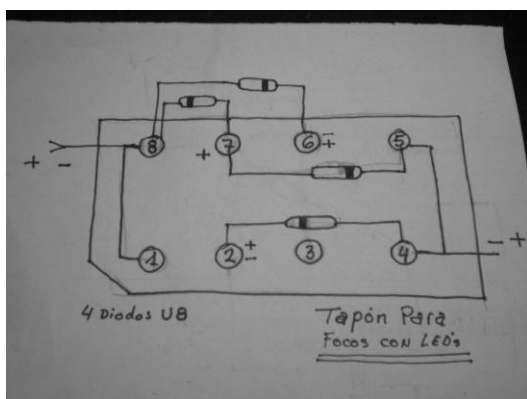 8 7 + 6 -+ 5
+ -
- +
1 2 +- 3 4
4 Diodos U8
Tapón Para
Focos con LED's